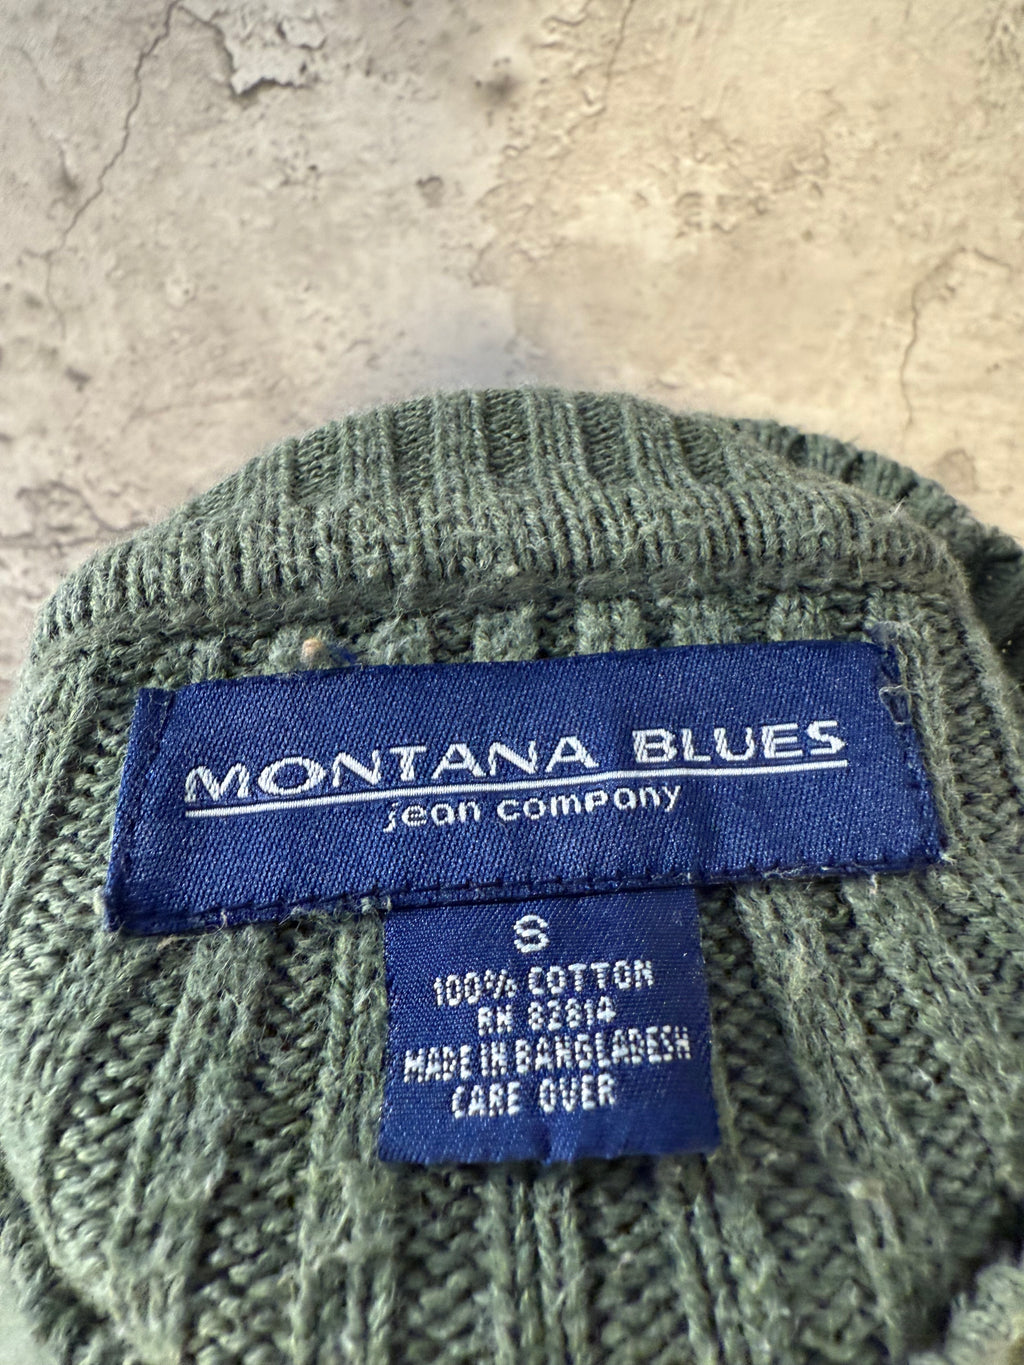 MONTANA BLUES
jean company
S
100% COTTON
RN 82814
MADE IN BANGLADESH
CARE OVER